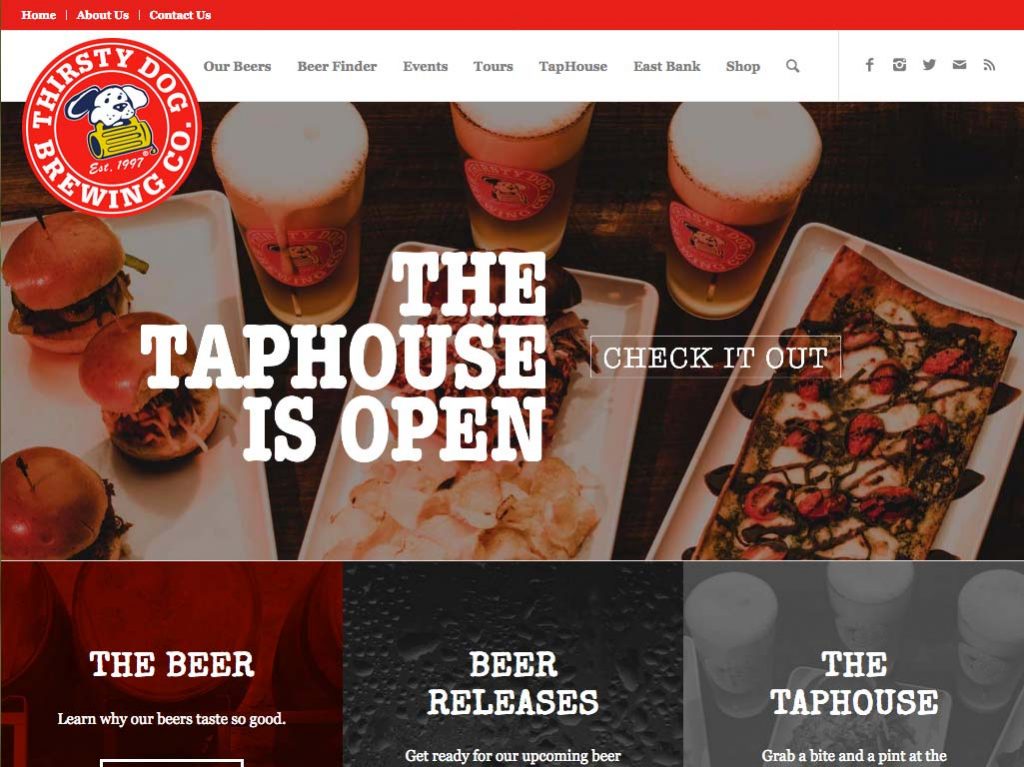 Home
About Us
Contact Us
THIRSTY DOG
BREWING CO.
Est. 1997
®
Our Beers
Beer Finder
Events
Tours
TapHouse
East Bank
Shop
THE
TAPHOUSE
IS OPEN
CHECK IT OUT
THE BEER
Learn why our beers taste so good.
BEER
RELEASES
Get ready for our upcoming beer
THE
TAPHOUSE
Grab a bite and a pint at the